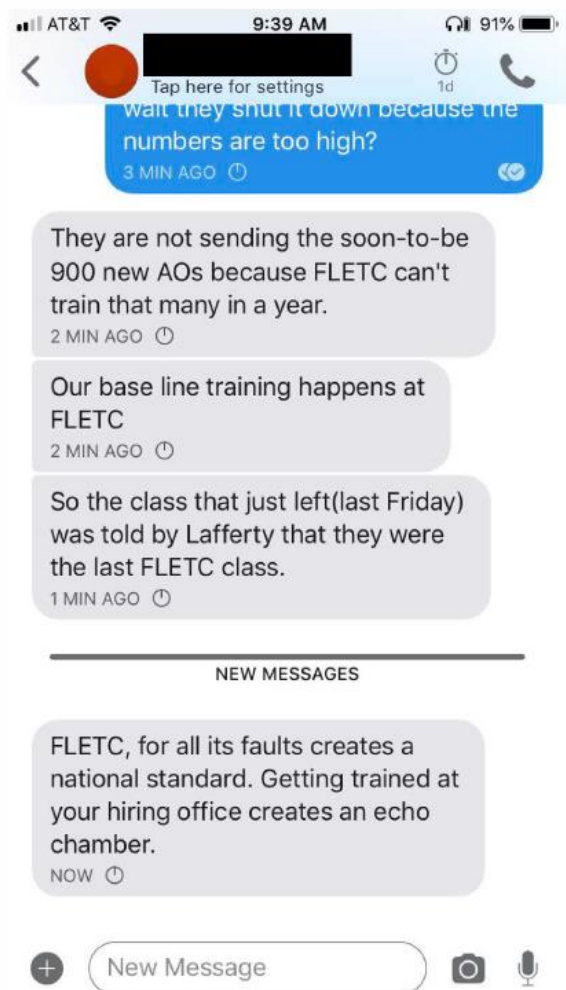 AT&T 9:39 AM 91%
Tap here for settings
1d
wait they shut it down because the
numbers are too high?
3 MIN AGO
They are not sending the soon-to-be
900 new AOs because FLETC can't
train that many in a year.
2 MIN AGO
Our base line training happens at
FLETC
2 MIN AGO
So the class that just left(last Friday)
was told by Lafferty that they were
the last FLETC class.
1 MIN AGO
NEW MESSAGES
FLETC, for all its faults creates a
national standard. Getting trained at
your hiring office creates an echo
chamber.
NOW
New Message